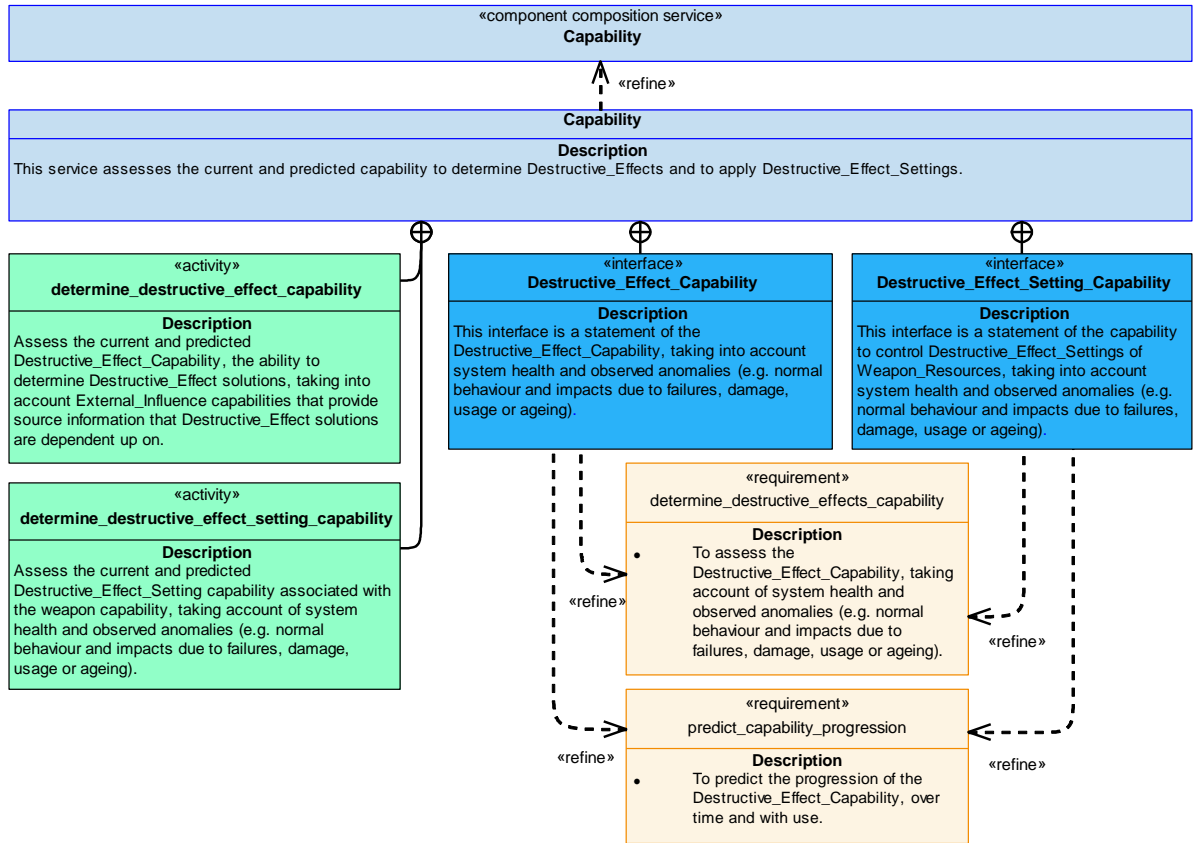 «component composition service»
Capability
«refine»
Capability
Description
This service assesses the current and predicted capability to determine Destructive_Effects and to apply Destructive_Effect_Settings.
«activity»
determine_destructive_effect_capability
Description
Assess the current and predicted
Destructive_Effect_Capability, the ability to
determine Destructive_Effect solutions, taking into
account External_Influence capabilities that provide
source information that Destructive_Effect solutions
are dependent up on.
«activity»
determine_destructive_effect_setting_capability
Description
Assess the current and predicted
Destructive_Effect_Setting capability associated with
the weapon capability, taking account of system
health and observed anomalies (e.g. normal
behaviour and impacts due to failures, damage,
usage or ageing).
«interface»
Destructive_Effect_Capability
Description
This interface is a statement of the
Destructive_Effect_Capability, taking into account
system health and observed anomalies (e.g. normal
behaviour and impacts due to failures, damage,
usage or ageing).
«interface»
Destructive_Effect_Setting_Capability
Description
This interface is a statement of the capability
to control Destructive_Effect_Settings of
Weapon_Resources, taking into account
system health and observed anomalies (e.g.
normal behaviour and impacts due to failures,
damage, usage or ageing).
«requirement»
determine_destructive_effects_capability
Description
• To assess the
Destructive_Effect_Capability, taking
account of system health and
observed anomalies (e.g. normal
behaviour and impacts due to
failures, damage, usage or ageing).
«refine»
«refine»
«requirement»
predict_capability_progression
Description
• To predict the progression of the
Destructive_Effect_Capability, over
time and with use.
«refine»
«refine»